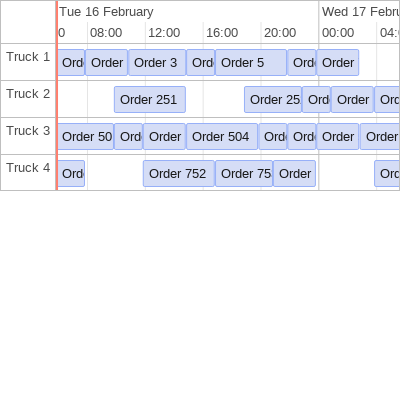 Tue 16 February Wed 17 Febru
0 08:00 12:00 16:00 20:00 00:00 04:
Truck 1 Ord Order Order 3 Ord Order 5 Ord Order
Truck 2 Order 251 Order 25 Ord Order Ord
Truck 3 Order 50 Ord Order Order 504 Ord Ord Order Order
Truck 4 Ord Order 752 Order 75 Order Ord